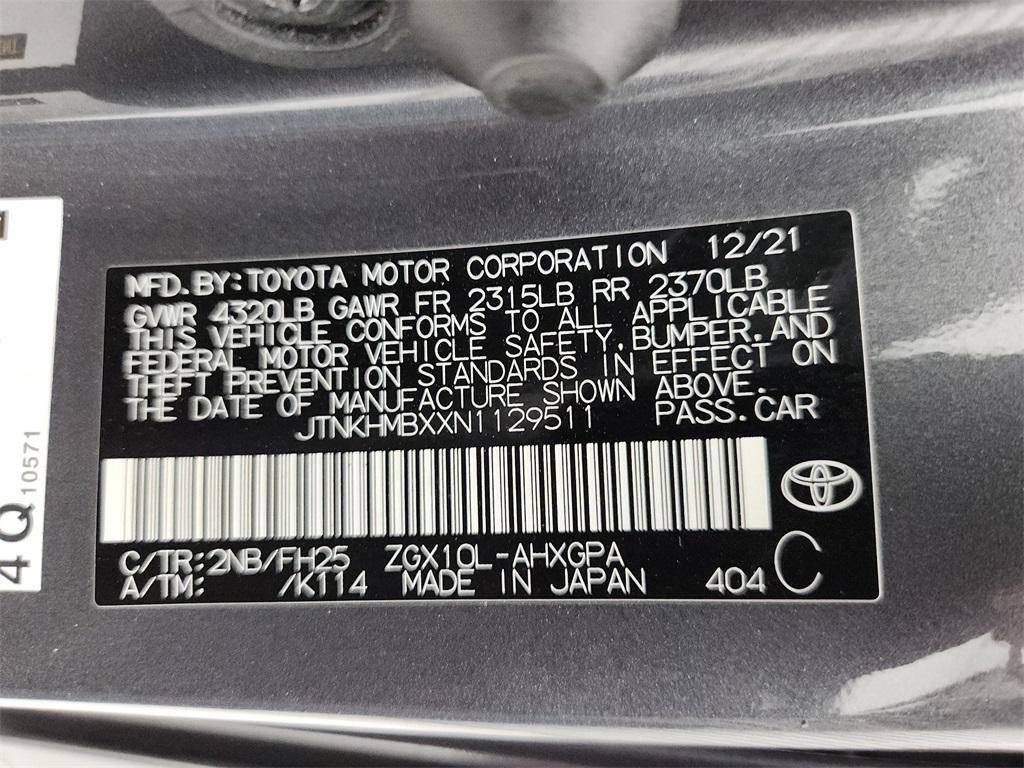 MFD.BY:TOYOTA MOTOR CORPORATION 12/21
GVWR 4320LB GAWR FR 2315LB RR 2370LB
THIS VEHICLE CONFORMS TO ALL APPLICABLE
FEDERAL MOTOR VEHICLE SAFETY,BUMPER,AND
THEFT PREVENTION STANDARDS IN EFFECT ON
THE DATE OF MANUFACTURE SHOWN ABOVE.
JTNKHMBXXN1129511 PASS.CAR
C/TR:2NB/FH25 ZGX10L-AHXGPA
A/TM: /K114 MADE IN JAPAN 404 C
4Q 10571